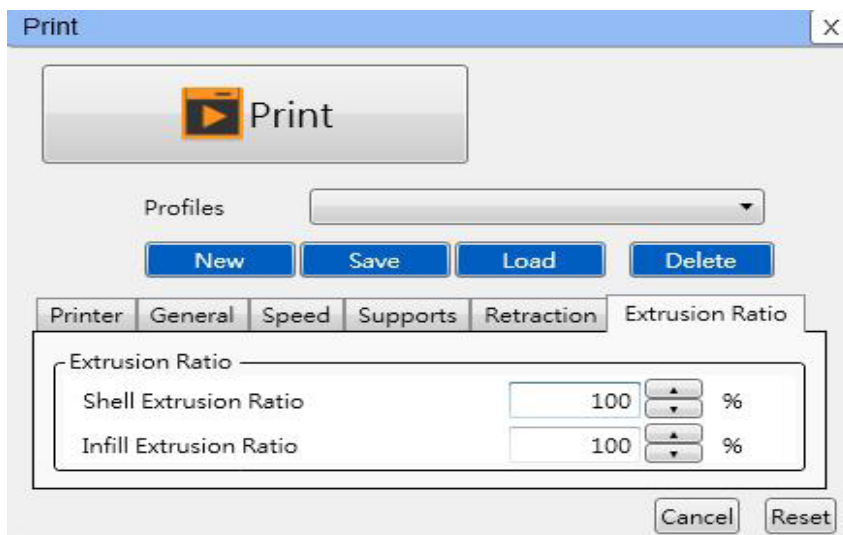 Print X
Print
Profiles
New Save Load Delete
Printer General Speed Supports Retraction Extrusion Ratio
Extrusion Ratio
Shell Extrusion Ratio 100 %
Infill Extrusion Ratio 100 %
Cancel Reset